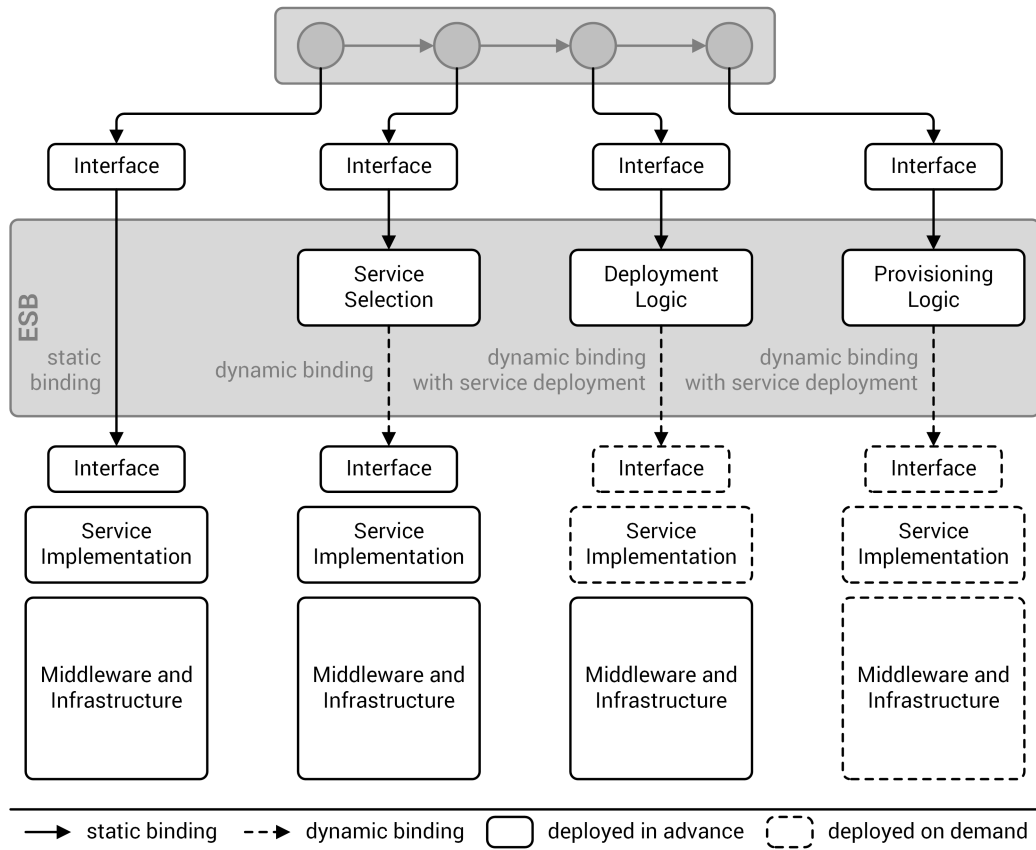 Interface
Interface
Interface
Interface
ESB
Service
Selection
Deployment
Logic
Provisioning
Logic
static
binding
dynamic binding
dynamic binding
with service deployment
dynamic binding
with service deployment
Interface
Interface
Interface
Interface
Service
Implementation
Service
Implementation
Service
Implementation
Service
Implementation
Middleware and
Infrastructure
Middleware and
Infrastructure
Middleware and
Infrastructure
Middleware and
Infrastructure
static binding
dynamic binding
deployed in advance
deployed on demand